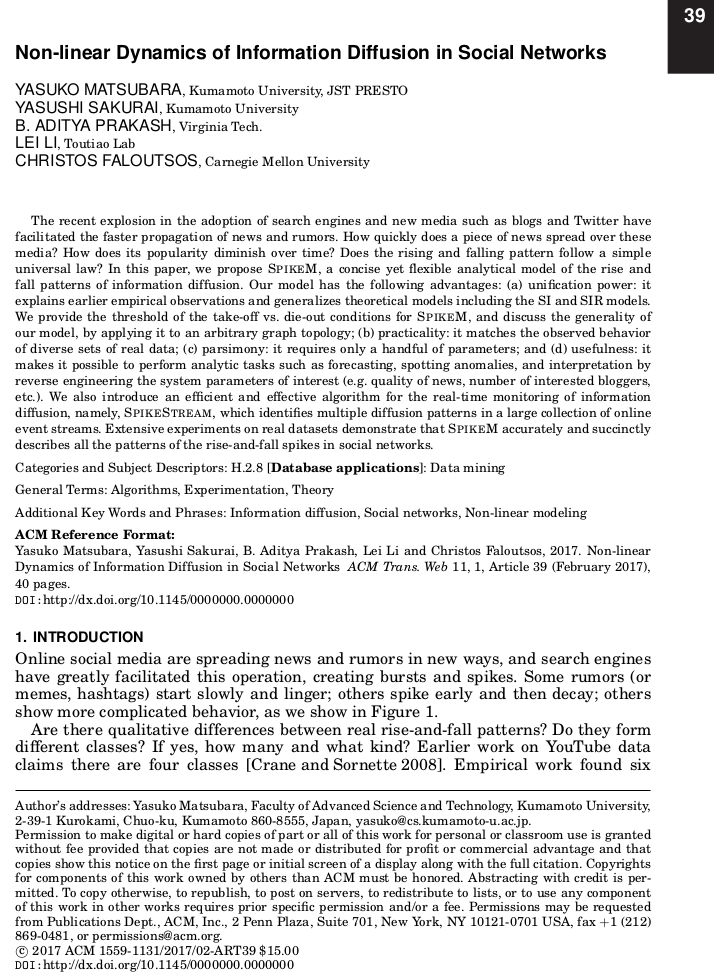 39
Non-linear Dynamics of Information Diffusion in Social Networks
YASUKO MATSUBARA, Kumamoto University, JST PRESTO
YASUSHI SAKURAI, Kumamoto University
B. ADITYA PRAKASH, Virginia Tech.
LEI LI, Toutiao Lab
CHRISTOS FALOUTSOS, Carnegie Mellon University
The recent explosion in the adoption of search engines and new media such as blogs and Twitter have
facilitated the faster propagation of news and rumors. How quickly does a piece of news spread over these
media? How does its popularity diminish over time? Does the rising and falling pattern follow a simple
universal law? In this paper, we propose SPIKEM, a concise yet flexible analytical model of the rise and
fall patterns of information diffusion. Our model has the following advantages: (a) unification power: it
explains earlier empirical observations and generalizes theoretical models including the SI and SIR models.
We provide the threshold of the take-off vs. die-out conditions for SPIKEM, and discuss the generality of
our model, by applying it to an arbitrary graph topology; (b) practicality: it matches the observed behavior
of diverse sets of real data; (c) parsimony: it requires only a handful of parameters; and (d) usefulness: it
makes it possible to perform analytic tasks such as forecasting, spotting anomalies, and interpretation by
reverse engineering the system parameters of interest (e.g. quality of news, number of interested bloggers,
etc.). We also introduce an efficient and effective algorithm for the real-time monitoring of information
diffusion, namely, SPIKESTREAM, which identifies multiple diffusion patterns in a large collection of online
event streams. Extensive experiments on real datasets demonstrate that SPIKEM accurately and succinctly
describes all the patterns of the rise-and-fall spikes in social networks.
Categories and Subject Descriptors: H.2.8 [Database applications]: Data mining
General Terms: Algorithms, Experimentation, Theory
Additional Key Words and Phrases: Information diffusion, Social networks, Non-linear modeling
ACM Reference Format:
Yasuko Matsubara, Yasushi Sakurai, B. Aditya Prakash, Lei Li and Christos Faloutsos, 2017. Non-linear
Dynamics of Information Diffusion in Social Networks ACM Trans. Web 11, 1, Article 39 (February 2017),
40 pages.
DOI:http://dx.doi.org/10.1145/0000000.0000000
1. INTRODUCTION
Online social media are spreading news and rumors in new ways, and search engines
have greatly facilitated this operation, creating bursts and spikes. Some rumors (or
memes, hashtags) start slowly and linger; others spike early and then decay; others
show more complicated behavior, as we show in Figure 1.
Are there qualitative differences between real rise-and-fall patterns? Do they form
different classes? If yes, how many and what kind? Earlier work on YouTube data
claims there are four classes [Crane and Sornette 2008]. Empirical work found six
Author's addresses: Yasuko Matsubara, Faculty of Advanced Science and Technology, Kumamoto University,
2-39-1 Kurokami, Chuo-ku, Kumamoto 860-8555, Japan, yasuko@cs.kumamoto-u.ac.jp.
Permission to make digital or hard copies of part or all of this work for personal or classroom use is granted
without fee provided that copies are not made or distributed for profit or commercial advantage and that
copies show this notice on the first page or initial screen of a display along with the full citation. Copyrights
for components of this work owned by others than ACM must be honored. Abstracting with credit is per-
mitted. To copy otherwise, to republish, to post on servers, to redistribute to lists, or to use any component
of this work in other works requires prior specific permission and/or a fee. Permissions may be requested
from Publications Dept., ACM, Inc., 2 Penn Plaza, Suite 701, New York, NY 10121-0701 USA, fax +1 (212)
869-0481, or permissions@acm.org.
© 2017 ACM 1559-1131/2017/02-ART39 $15.00
DOI:http://dx.doi.org/10.1145/0000000.0000000